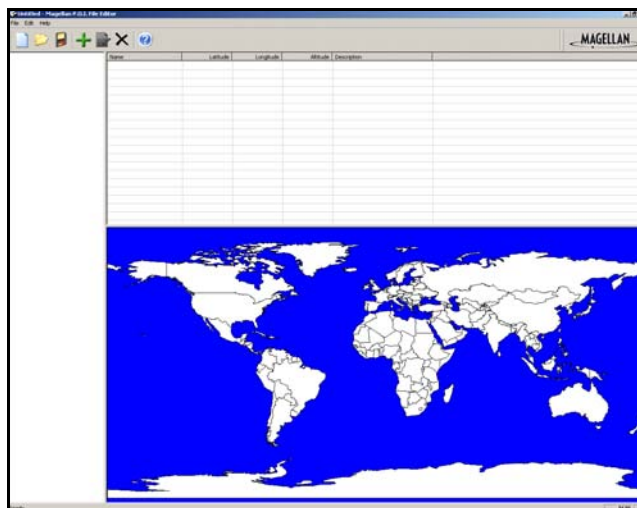 Untitled - Magellan P.O.I. File Editor
File Edit Help
MAGELLAN
Name Latitude Longitude Altitude Description